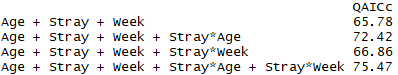 QAICc
Age + Stray + Week 65.78
Age + Stray + Week + Stray*Age 72.42
Age + Stray + Week + Stray*Week 66.86
Age + Stray + Week + Stray*Age + Stray*Week 75.47